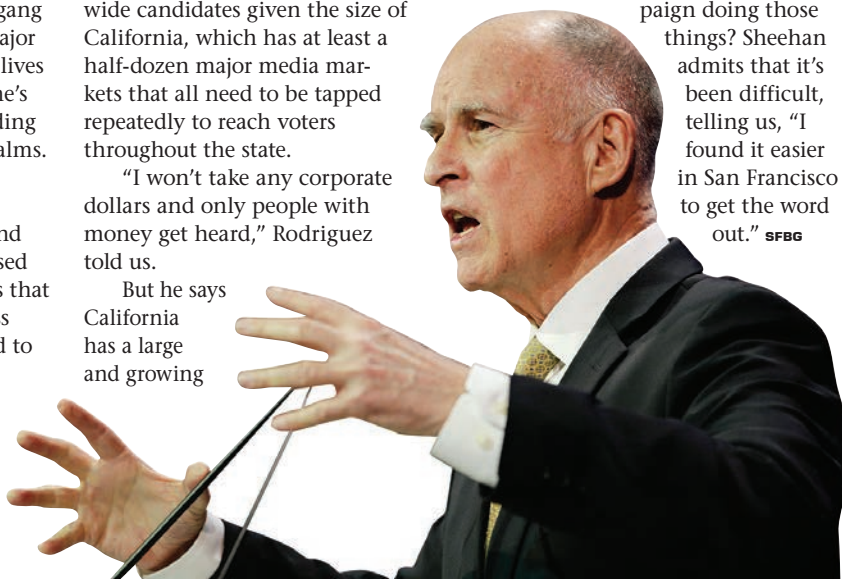 gang
ajor
lives
ne's
ding
alms.
nd
sed
s that
s
d to
wide candidates given the size of
California, which has at least a
half-dozen major media mar-
kets that all need to be tapped
repeatedly to reach voters
throughout the state.
“I won’t take any corporate
dollars and only people with
money get heard,” Rodriguez
told us.
But he says
California
has a large
and growing
paign doing those
things? Sheehan
admits that it’s
been difficult,
telling us, “I
found it easier
in San Francisco
to get the word
out.” SFBG